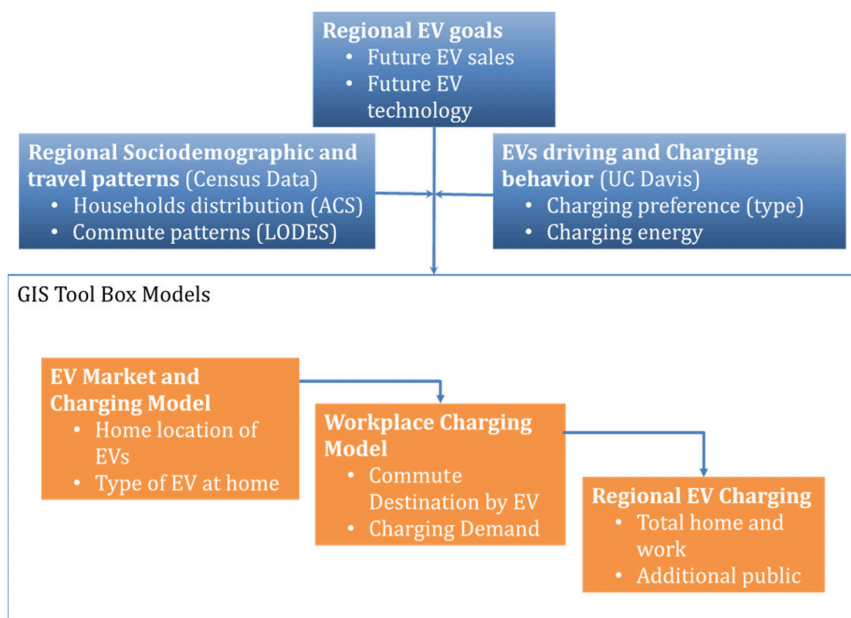 Regional EV goals
• Future EV sales
• Future EV
technology
Regional Sociodemographic and
travel patterns (Census Data)
• Households distribution (ACS)
• Commute patterns (LODES)
EVs driving and Charging
behavior (UC Davis)
• Charging preference (type)
• Charging energy
GIS Tool Box Models
EV Market and
Charging Model
• Home location of
EVs
• Type of EV at home
Workplace Charging
Model
• Commute
Destination by EV
• Charging Demand
Regional EV Charging
• Total home and
work
• Additional public